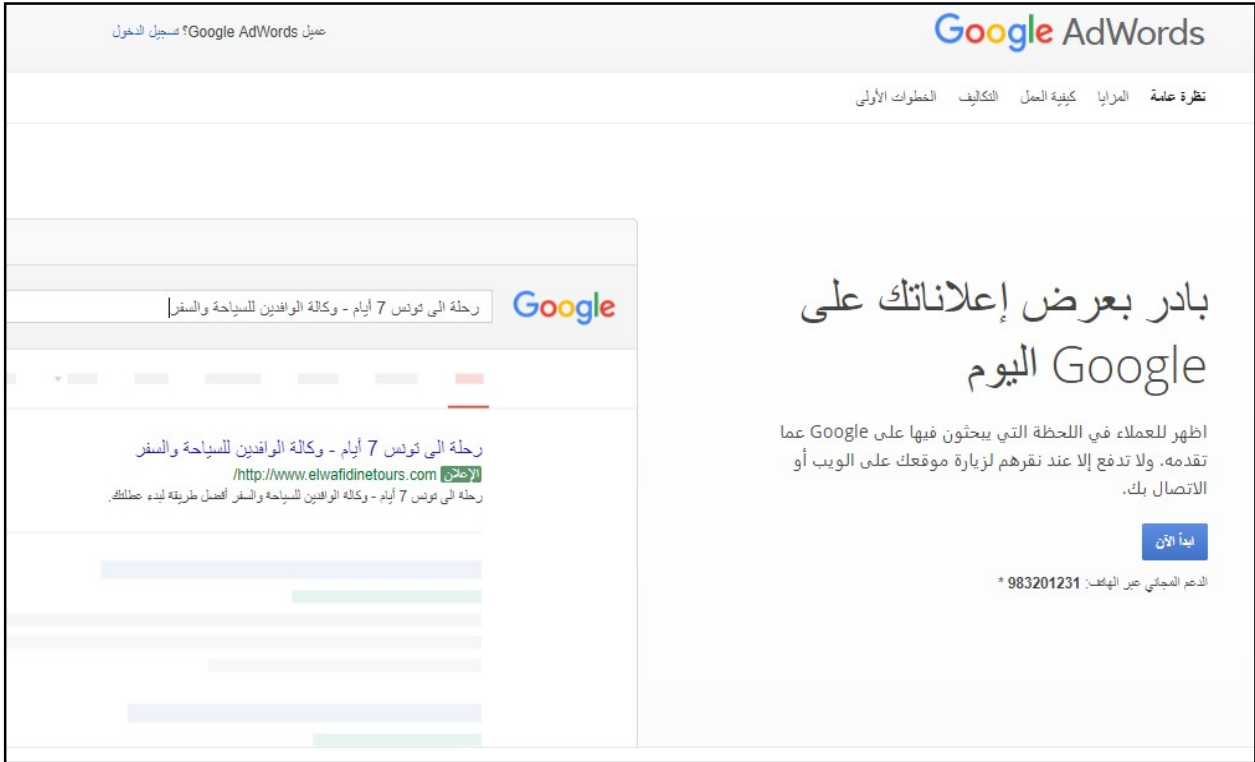 Google AdWords
عميل Google AdWords؟ تسجيل الدخول
نظرة عامة المزايا كيفية العمل التكاليف الخطوات الأولى
بادر بعرض إعلاناتك على
Google اليوم
اظهر للعملاء في اللحظة التي يبحثون فيها على Google عما
تقدمه. ولا تدفع إلا عند نقرهم لزيارة موقعك على الويب أو
الاتصال بك.
ابدأ الآن
الدعم المجاني عبر الهاتف: 983201231 *
Google
رحلة الى تونس 7 أيام - وكالة الوافدين للسياحة والسفر
رحلة الى تونس 7 أيام - وكالة الوافدين للسياحة والسفر
الإعلان http://www.elwafidinetours.com/
رحلة الى تونس 7 أيام - وكالة الوافدين للسياحة والسفر أفضل طريقة لبدء عطلتك.